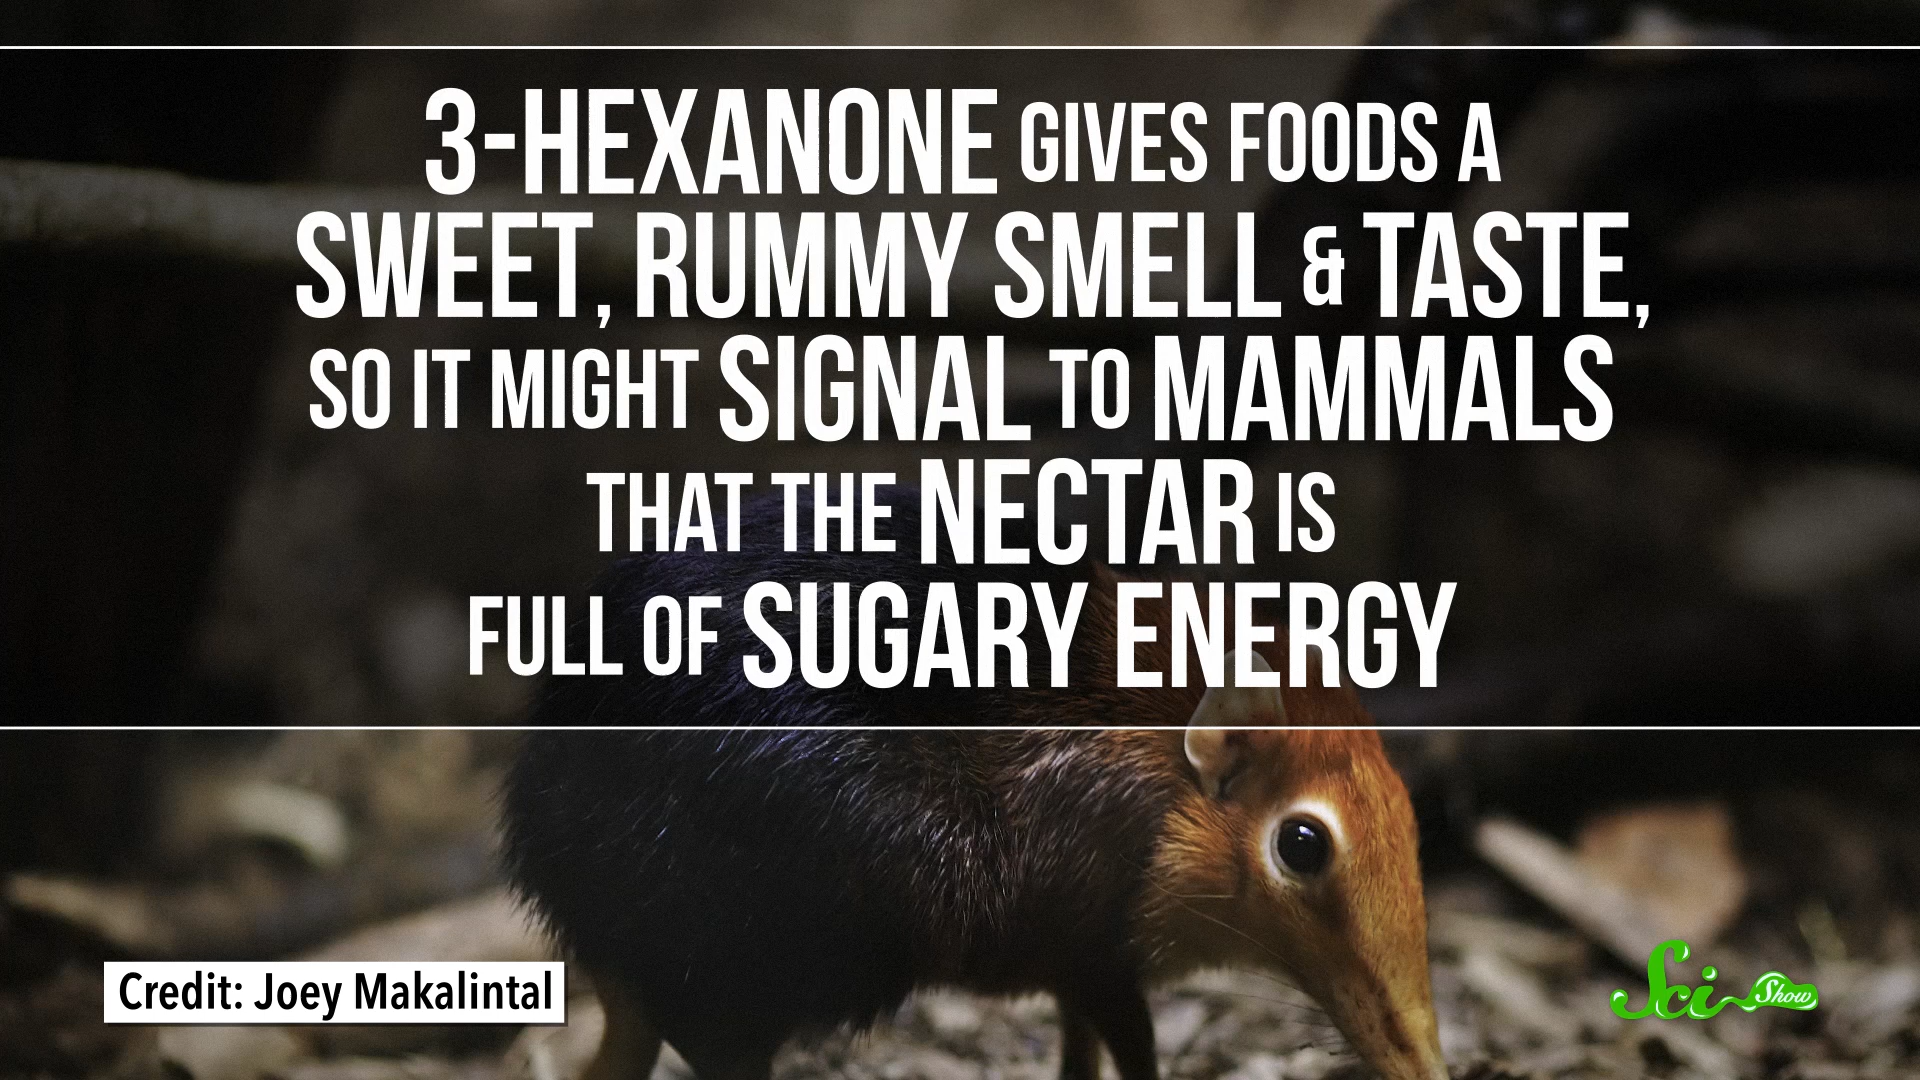 3-HEXANONE GIVES FOODS A
SWEET, RUMMY SMELL & TASTE,
SO IT MIGHT SIGNAL TO MAMMALS
THAT THE NECTAR IS
FULL OF SUGARY ENERGY
Credit: Joey Makalintal
Sci Show